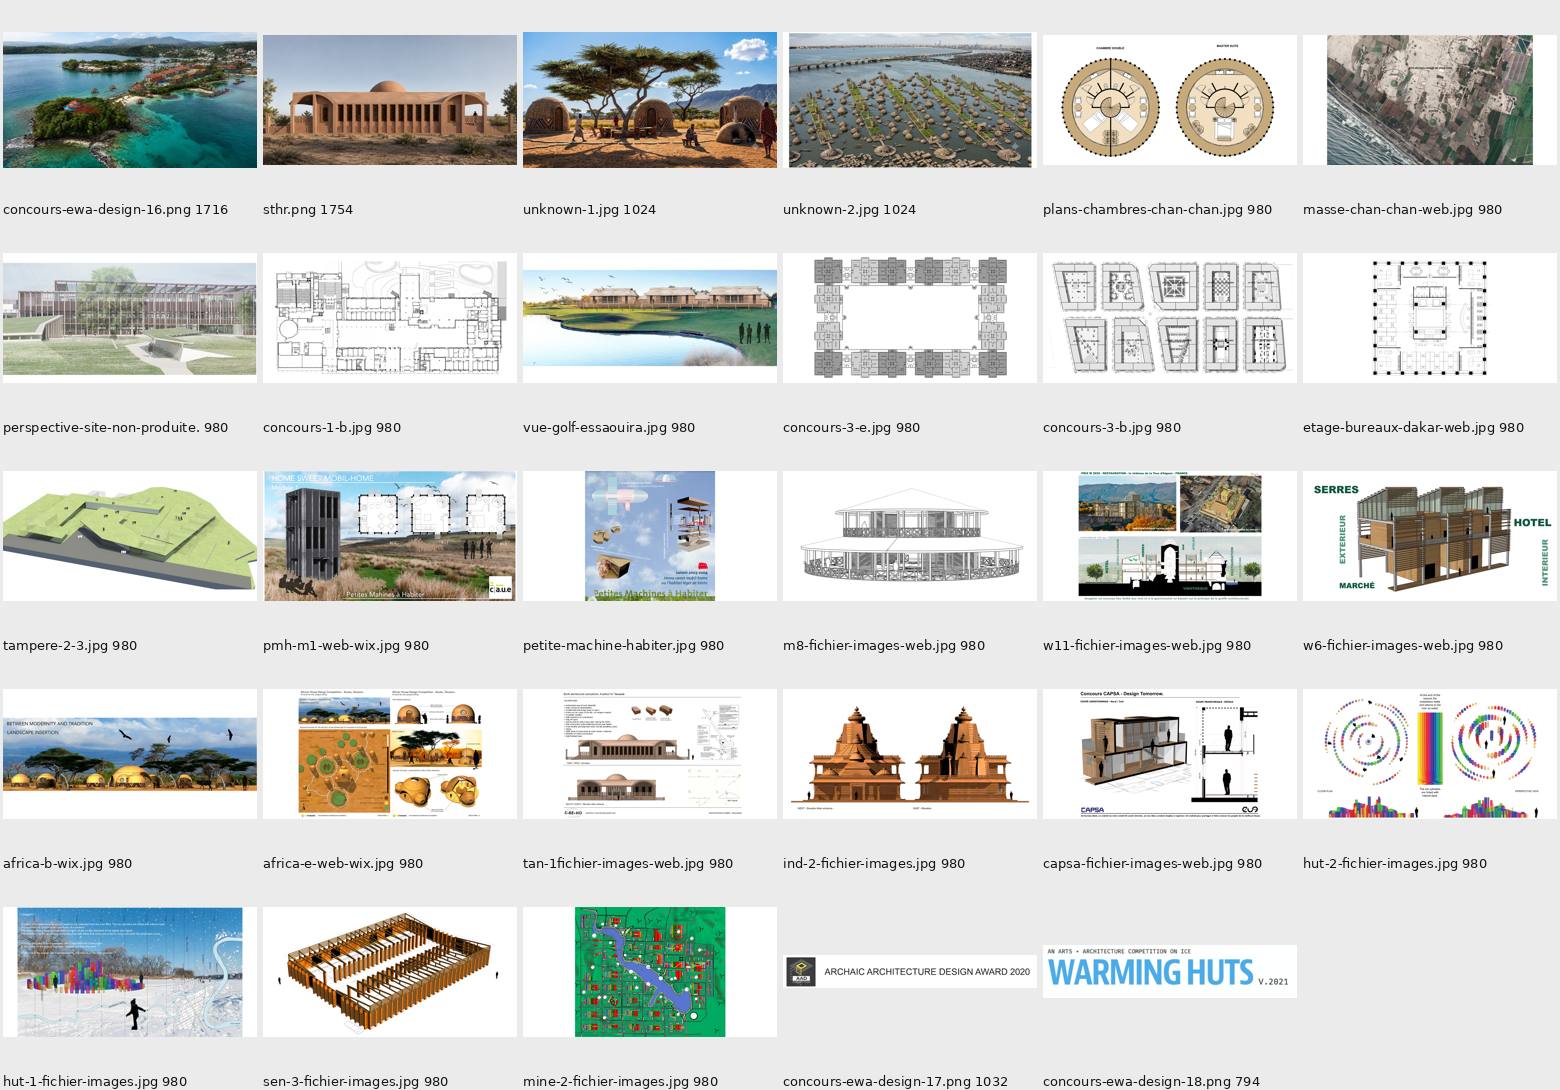 concours-ewa-design-16.png 1716
sthr.png 1754
unknown-1.jpg 1024
unknown-2.jpg 1024
CHAMBRE DOUBLE
MASTER HUTS
plans-chambres-chan-chan.jpg 980
masse-chan-chan-web.jpg 980
perspective-site-non-produite. 980
concours-1-b.jpg 980
vue-golf-essaouira.jpg 980
concours-3-e.jpg 980
concours-3-b.jpg 980
etage-bureaux-dakar-web.jpg 980
tampere-2-3.jpg 980
HOME SWEET MOBIL-HOME
Petites Mahines à Habiter
c|a.u.e
pmh-m1-web-wix.jpg 980
Petites Machines à Habiter
petite-machine-habiter.jpg 980
m8-fichier-images-web.jpg 980
w11-fichier-images-web.jpg 980
SERRES
EXTERIEUR
HOTEL
INTERIEUR
MARCHÉ
w6-fichier-images-web.jpg 980
BETWEEN MODERNITY AND TRADITION
LANDSCAPE INSERTION
africa-b-wix.jpg 980
africa-e-web-wix.jpg 980
tan-1fichier-images-web.jpg 980
ind-2-fichier-images.jpg 980
Concours CAPSA - Design Tomorrow.
CAPSA
capsa-fichier-images-web.jpg 980
hut-2-fichier-images.jpg 980
hut-1-fichier-images.jpg 980
sen-3-fichier-images.jpg 980
mine-2-fichier-images.jpg 980
AAD
ARCHAIC ARCHITECTURE DESIGN AWARD 2020
concours-ewa-design-17.png 1032
AN ARTS + ARCHITECTURE COMPETITION ON ICE
WARMING HUTS
V.2021
concours-ewa-design-18.png 794